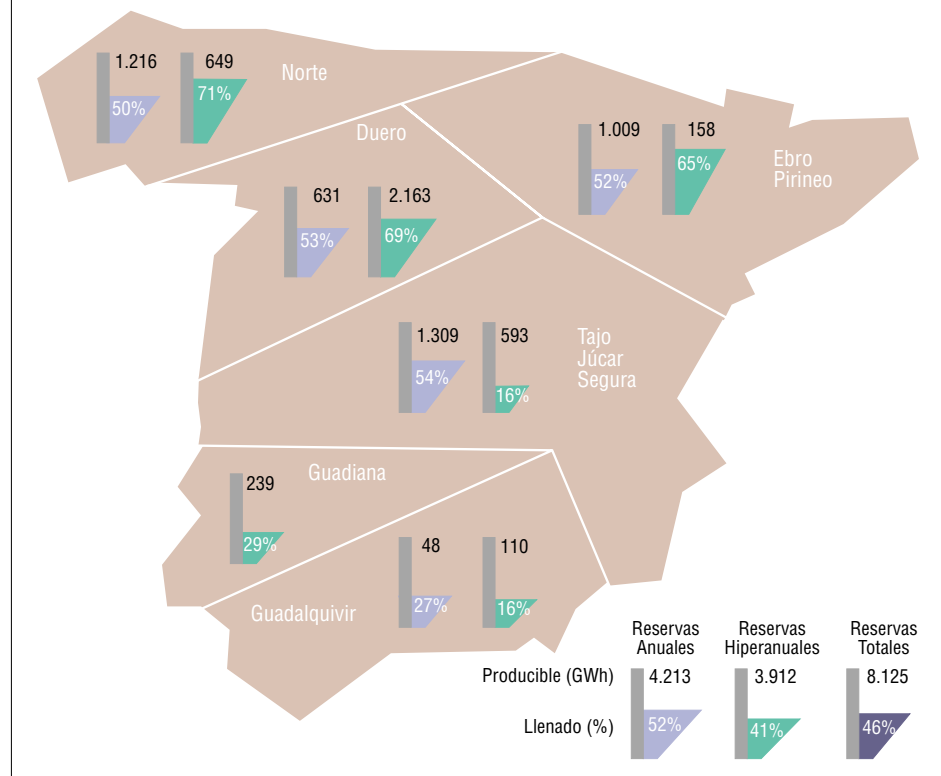 1.216 649
50% 71%
Norte
Duero
631 2.163
53% 69%
1.009 158
52% 65%
Ebro
Pirineo
1.309 593
54% 16%
Tajo
Júcar
Segura
239
29%
Guadiana
48 110
27% 16%
Guadalquivir
Reservas Anuales
Reservas Hiperanuales
Reservas Totales
Producible (GWh) 4.213 3.912 8.125
Llenado (%) 52% 41% 46%